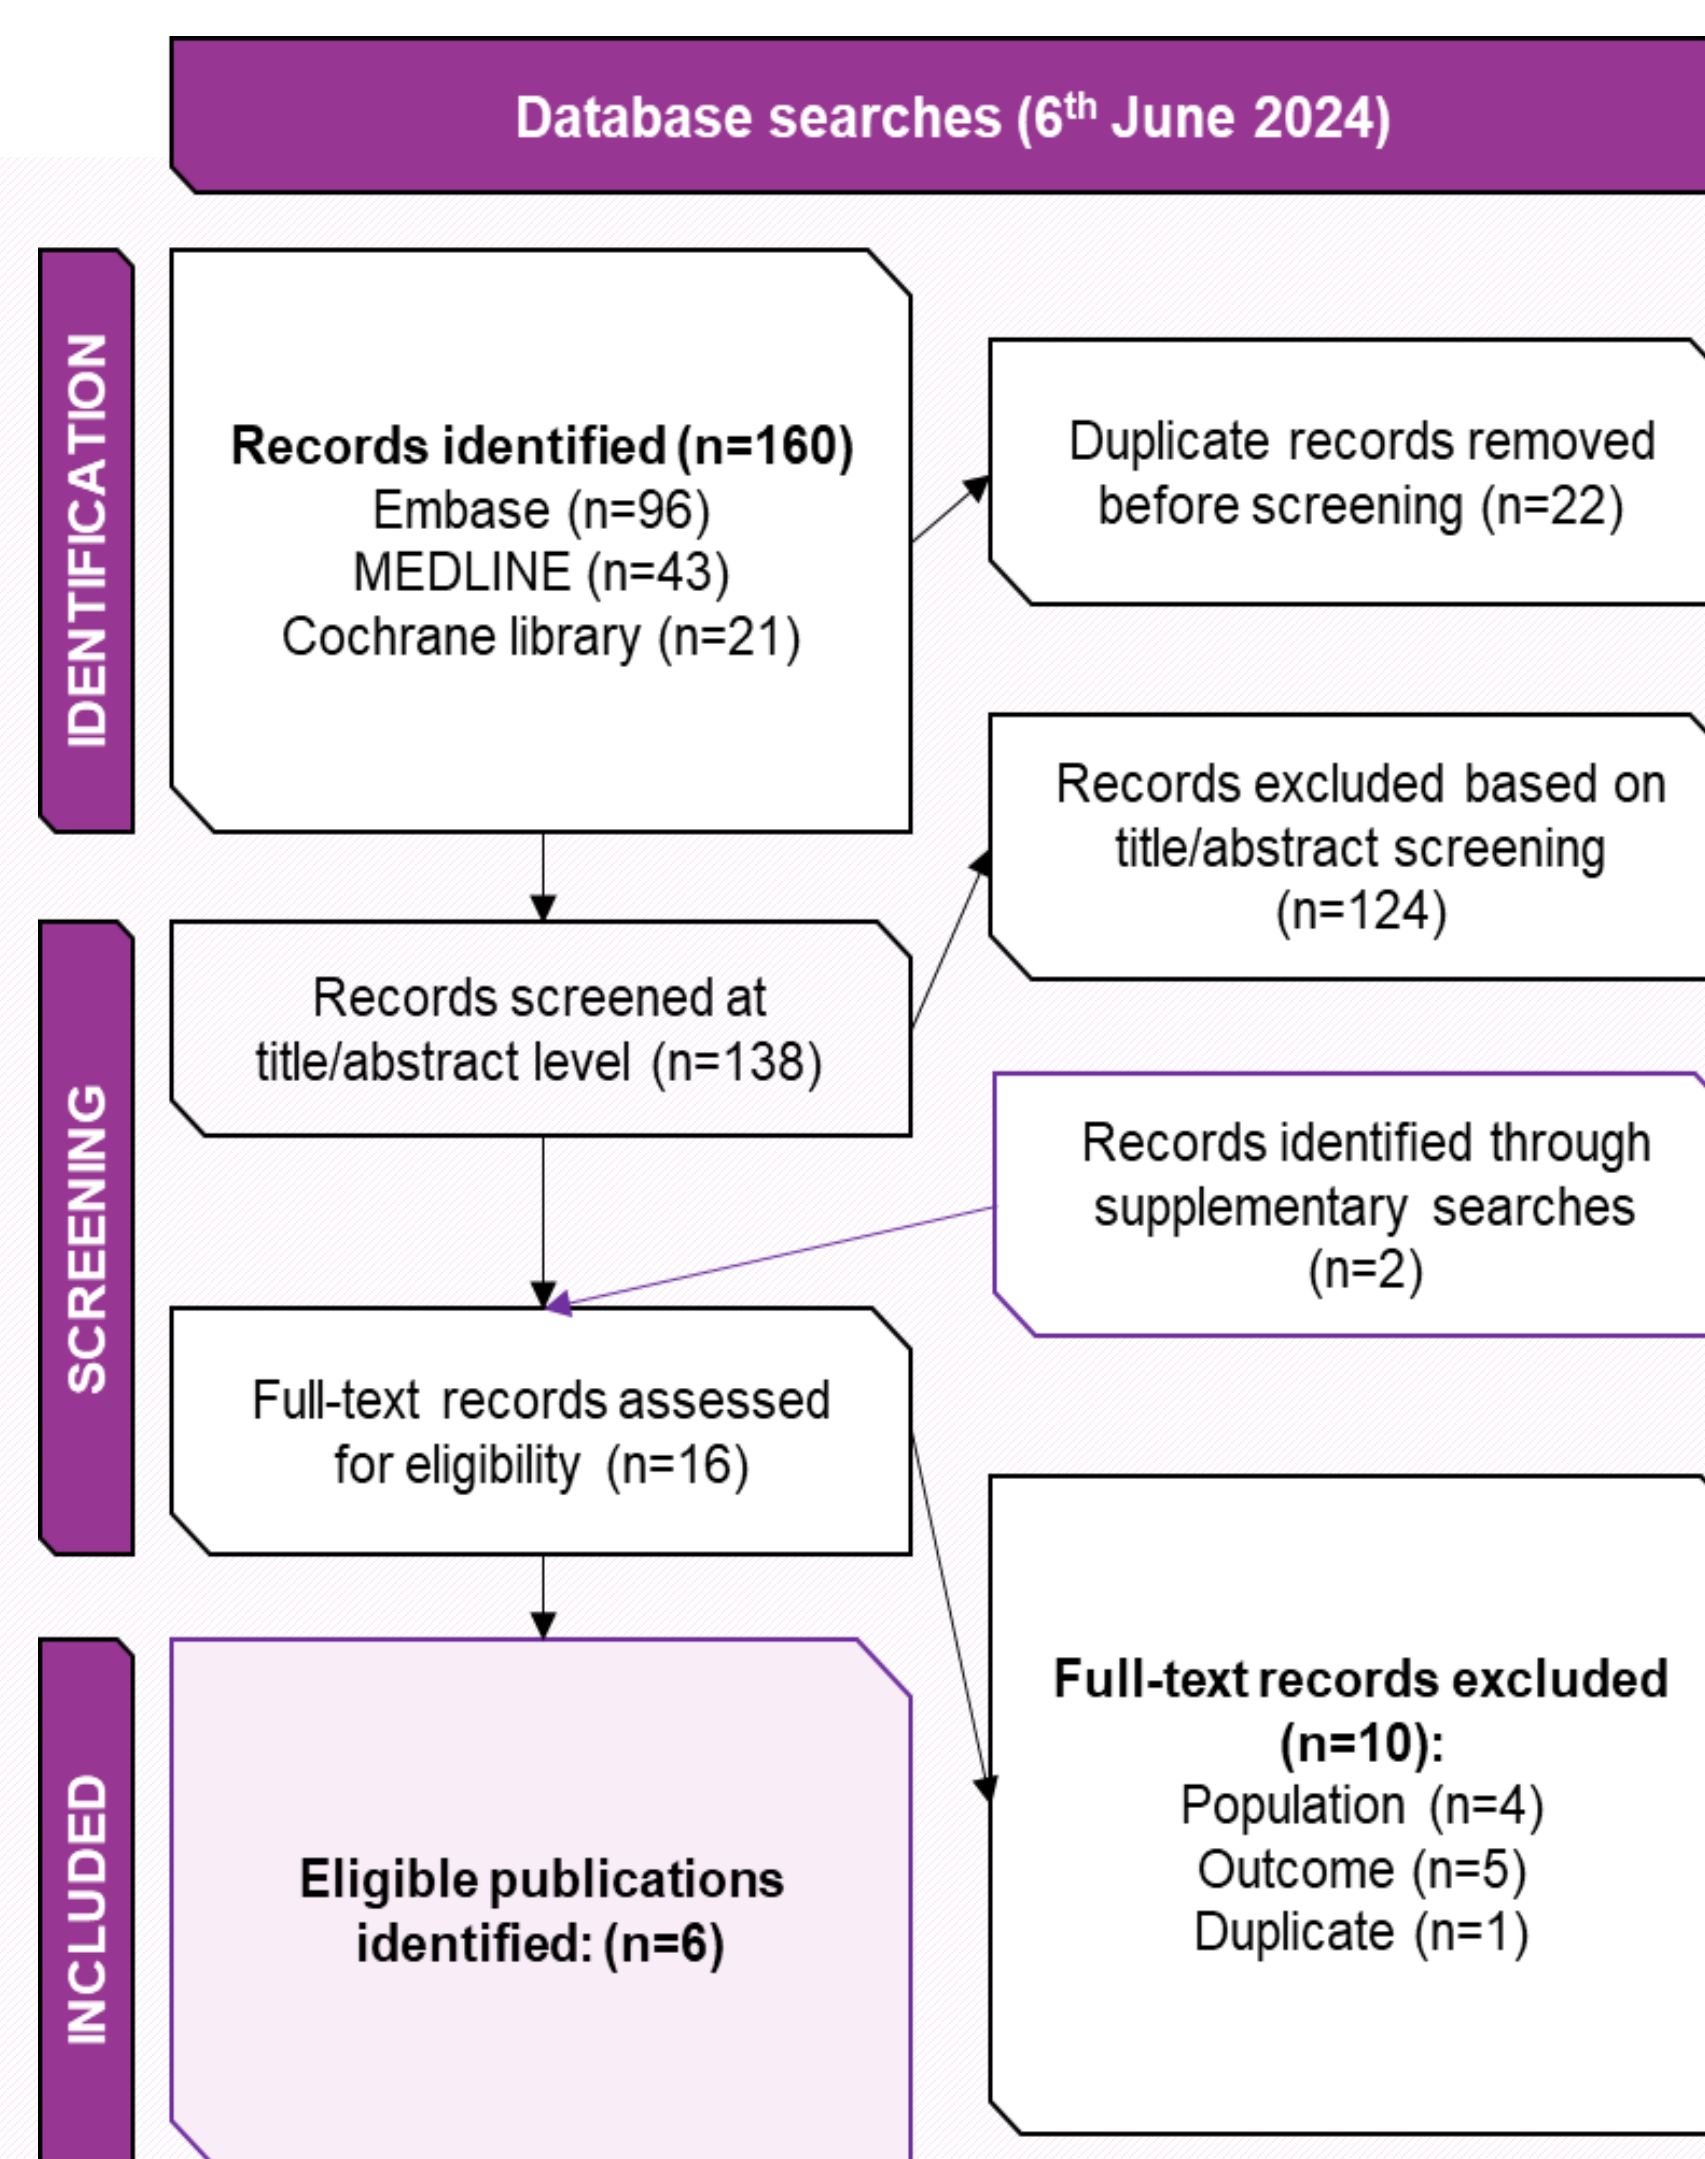 Database searches (6th June 2024)
IDENTIFICATION
Records identified (n=160)
Embase (n=96)
MEDLINE (n=43)
Cochrane library (n=21)
Duplicate records removed
before screening (n=22)
Records excluded based on
title/abstract screening
(n=124)
SCREENING
Records screened at
title/abstract level (n=138)
Records identified through
supplementary searches
(n=2)
Full-text records assessed
for eligibility (n=16)
Full-text records excluded
(n=10):
Population (n=4)
Outcome (n=5)
Duplicate (n=1)
INCLUDED
Eligible publications
identified: (n=6)